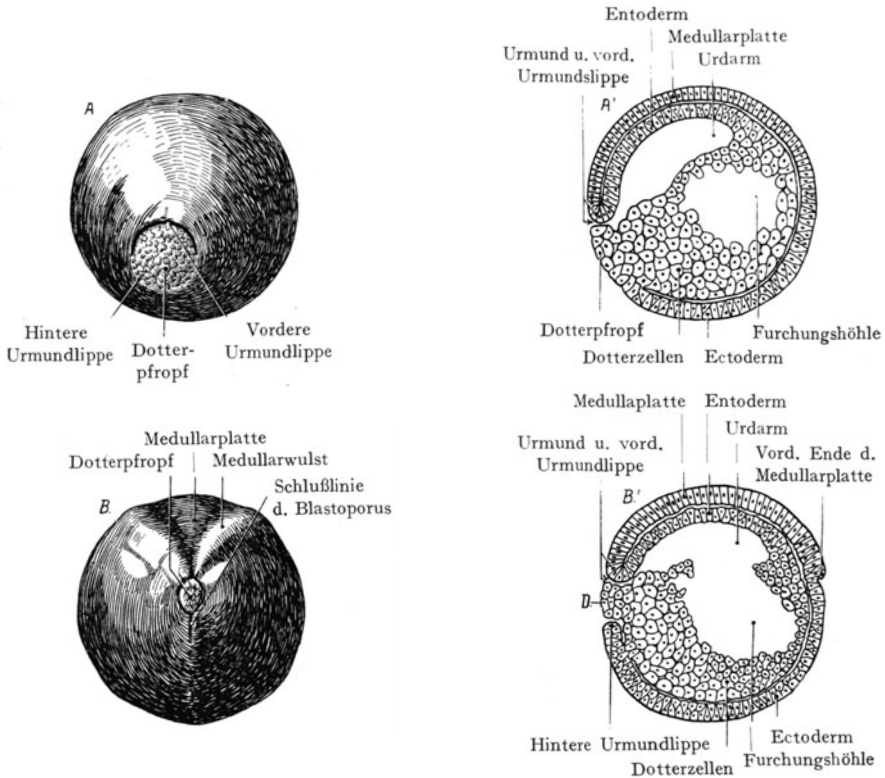 A
Hintere
Urmundlippe
Dotter-
pfropf
Vordere
Urmundlippe
Entoderm
Medullarplatte
Urdarm
Urmund u. vord.
Urmundslippe
A'
Dotterpfropf
Furchungshöhle
Dotterzellen
Ectoderm
Medullarplatte
Dotterpfropf
Medullarwulst
Schlußlinie
d. Blastoporus
B.
Medullaplatte
Entoderm
Urdarm
Urmund u. vord.
Urmundlippe
Vord. Ende d.
Medullarplatte
B.'
D.
Hintere Urmundlippe
Ectoderm
Dotterzellen
Furchungshöhle